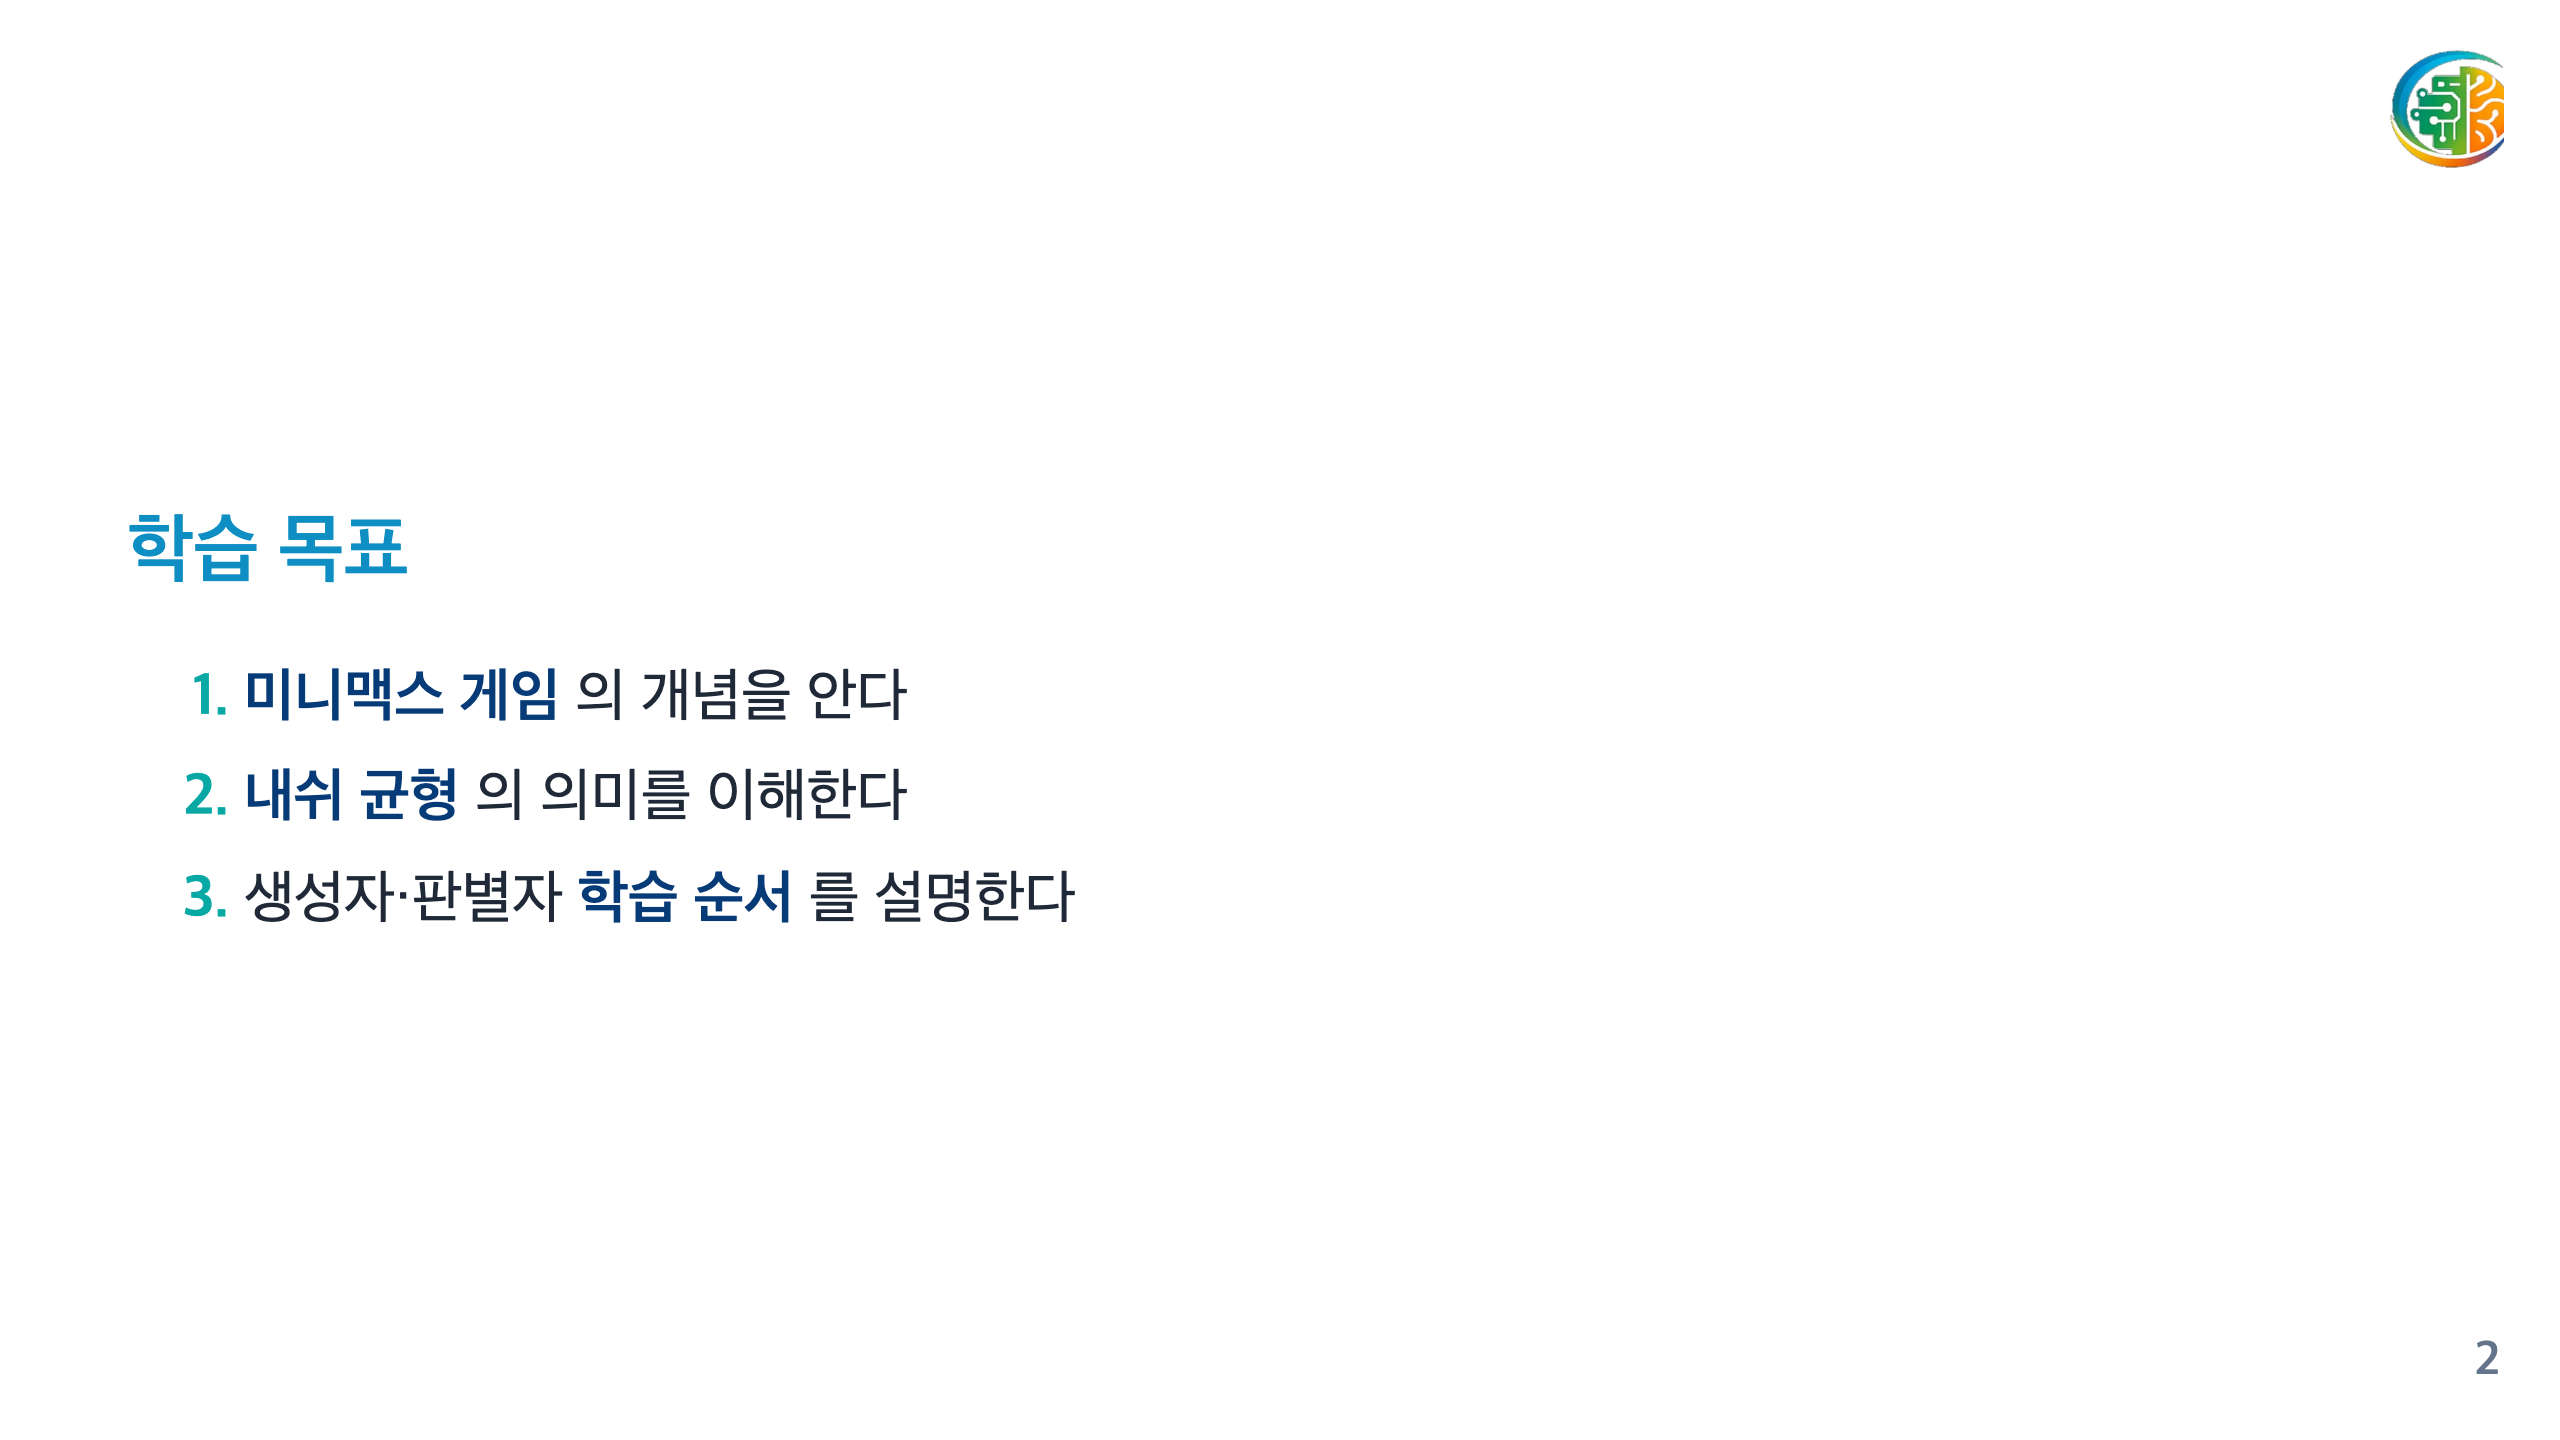 학습 목표
1. 미니맥스 게임 의 개념을 안다
2. 내쉬 균형 의 의미를 이해한다
3. 생성자·판별자 학습 순서 를 설명한다
2